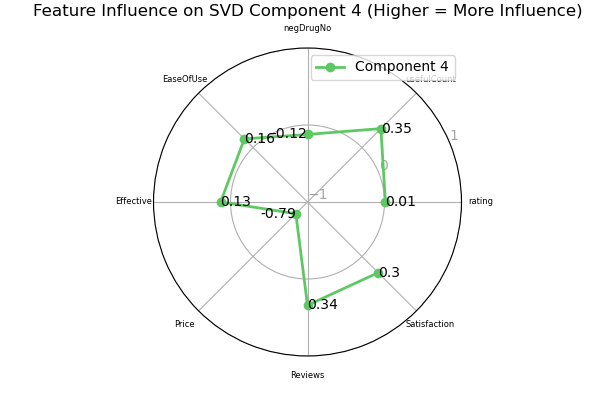 Feature Influence on SVD Component 4 (Higher = More Influence)
negDrugNo
Component 4
EaseOfUse
usefulCount
1
0.35
0.16
-0.12
0
−1
Effective
0.13
0.01
rating
-0.79
0.3
0.34
Price
Satisfaction
Reviews